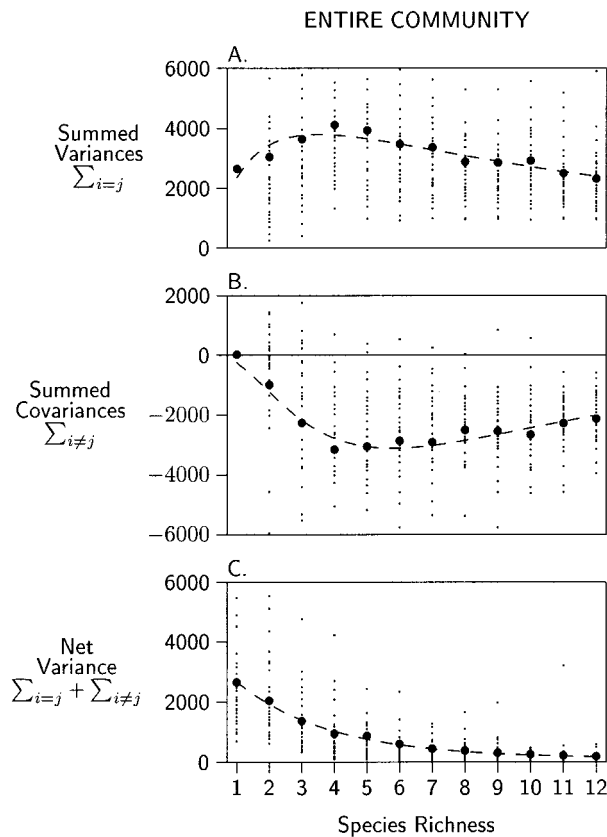 ENTIRE COMMUNITY
A.
6000
4000
2000
0
Summed
Variances
∑i=j
B.
2000
0
−2000
−4000
−6000
Summed
Covariances
∑i≠j
C.
6000
4000
2000
0
Net
Variance
∑i=j + ∑i≠j
1 2 3 4 5 6 7 8 9 10 11 12
Species Richness